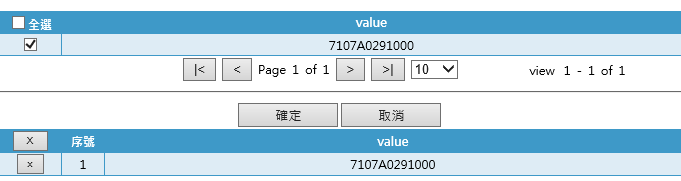 全選 value
7107A0291000
|< < Page 1 of 1 > >| 10 view 1 - 1 of 1
確定 取消
X 序號 value
x 1 7107A0291000